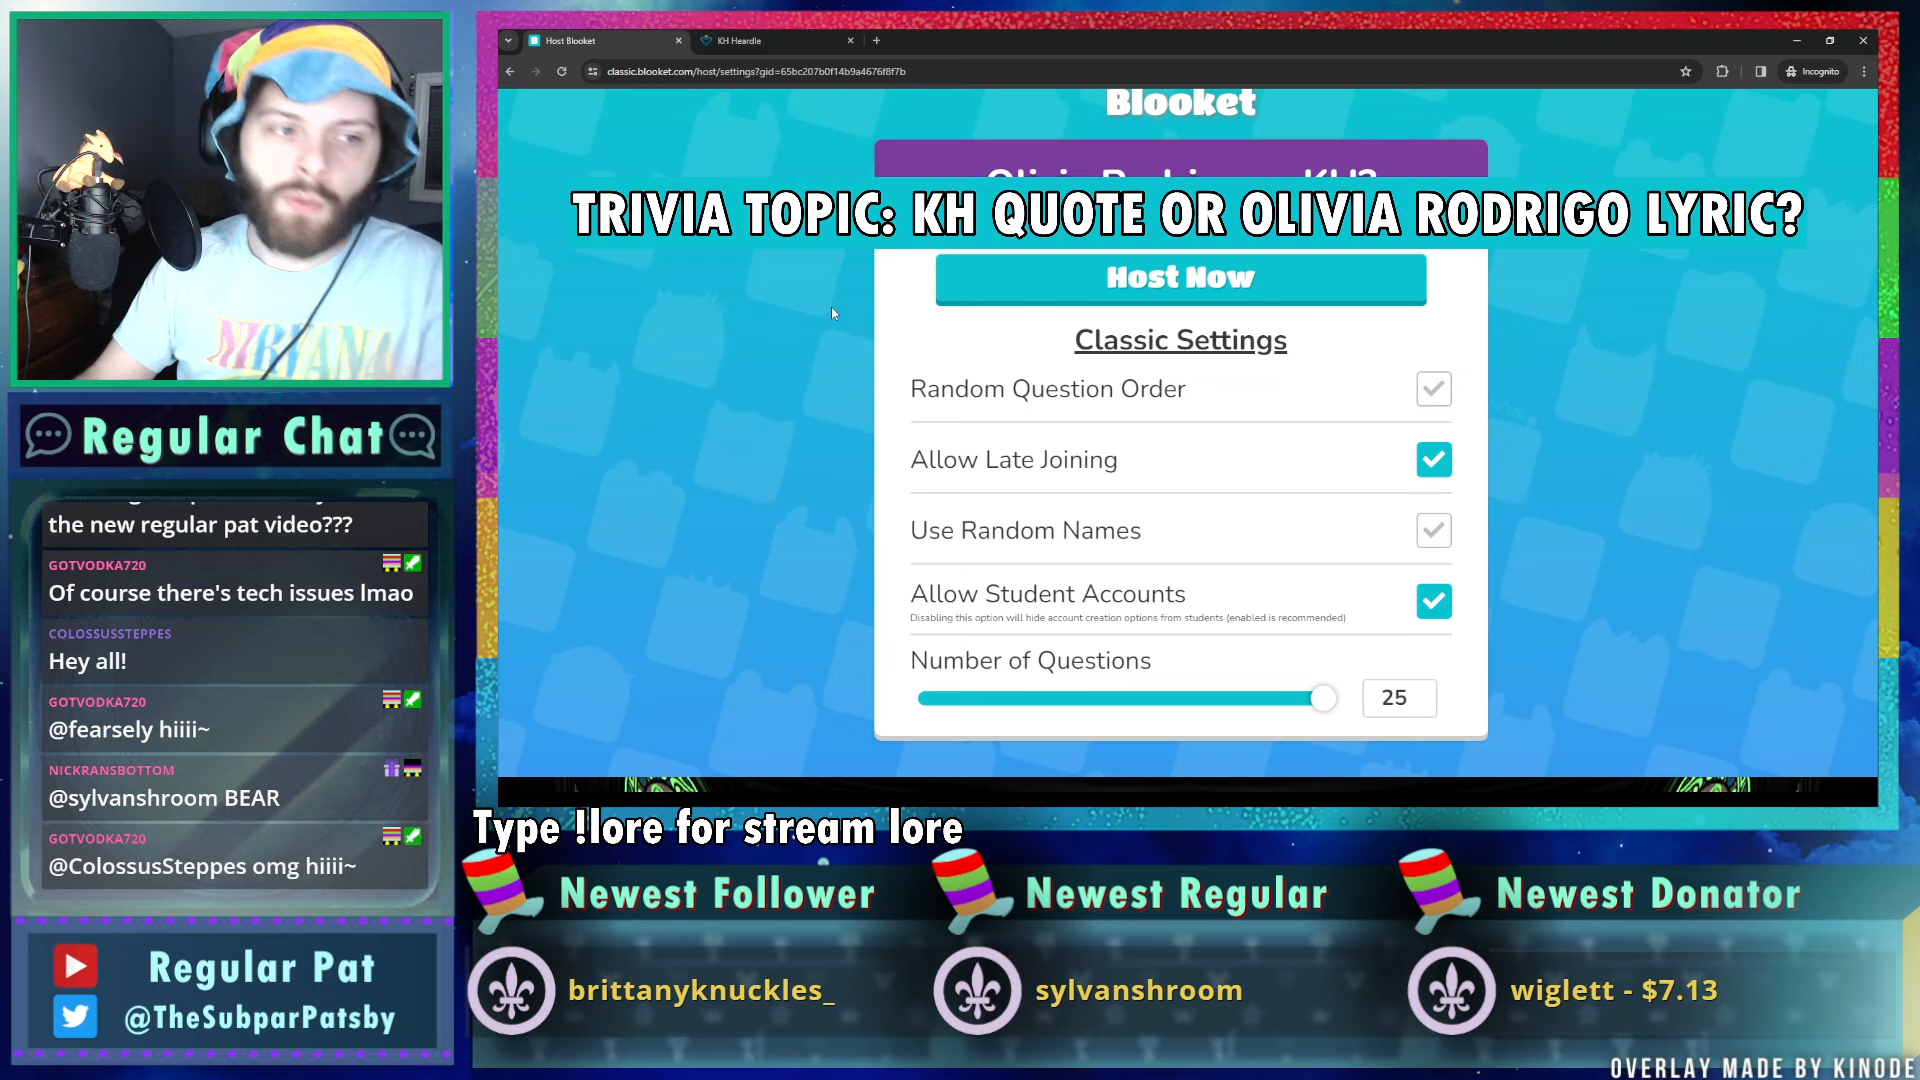 Host Blooket
KH Heardle
classic.blooket.com/host/settings?gid=65bc207b0f14b9a4676f8f7b
Incognito
Blooket
TRIVIA TOPIC: KH QUOTE OR OLIVIA RODRIGO LYRIC?
Host Now
Classic Settings
Random Question Order
Allow Late Joining
Use Random Names
Allow Student Accounts
Disabling this option will hide account creation options from students (enabled is recommended)
Number of Questions
25
NIRVANA
Regular Chat
the new regular pat video???
GOTVODKA720
Of course there's tech issues lmao
COLOSSUSSTEPPES
Hey all!
GOTVODKA720
@fearsely hiiii~
NICKRANSBOTTOM
@sylvanshroom BEAR
GOTVODKA720
@ColossusSteppes omg hiiii~
Regular Pat
@TheSubparPatsby
Type !lore for stream lore
Newest Follower
brittanyknuckles_
Newest Regular
sylvanshroom
Newest Donator
wiglett - $7.13
OVERLAY MADE BY KINODE